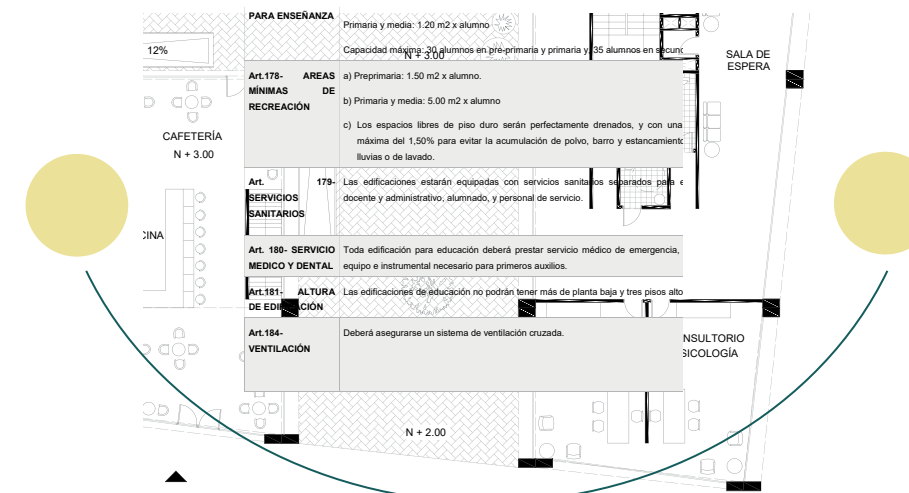 PARA ENSEÑANZA
Primaria y media: 1.20 m2 x alumno
Capacidad máxima: 30 alumnos en pre-primaria y primaria y, 35 alumnos en
Art.178- AREAS MÍNIMAS DE RECREACIÓN
a) Preprimaria: 1.50 m2 x alumno.
b) Primaria y media: 5.00 m2 x alumno
c) Los espacios libres de piso duro serán perfectamente drenados, y con una
máxima del 1,50% para evitar la acumulación de polvo, barro y estancamiento
lluvias o de lavado.
Art. 179- SERVICIOS SANITARIOS
Las edificaciones estarán equipadas con servicios sanitarios separados para
docente y administrativo, alumnado, y personal de servicio.
Art. 180- SERVICIO MEDICO Y DENTAL
Toda edificación para educación deberá prestar servicio médico de emergencia,
equipo e instrumental necesario para primeros auxilios.
Art.181- ALTURA DE EDIFICACIÓN
Las edificaciones de educación no podrán tener más de planta baja y tres pisos alto
Art.184- VENTILACIÓN
Deberá asegurarse un sistema de ventilación cruzada.
12%
N + 3.00
SALA DE
ESPERA
CAFETERÍA
N + 3.00
CINA
NSULTORIO
SICOLOGÍA
N + 2.00